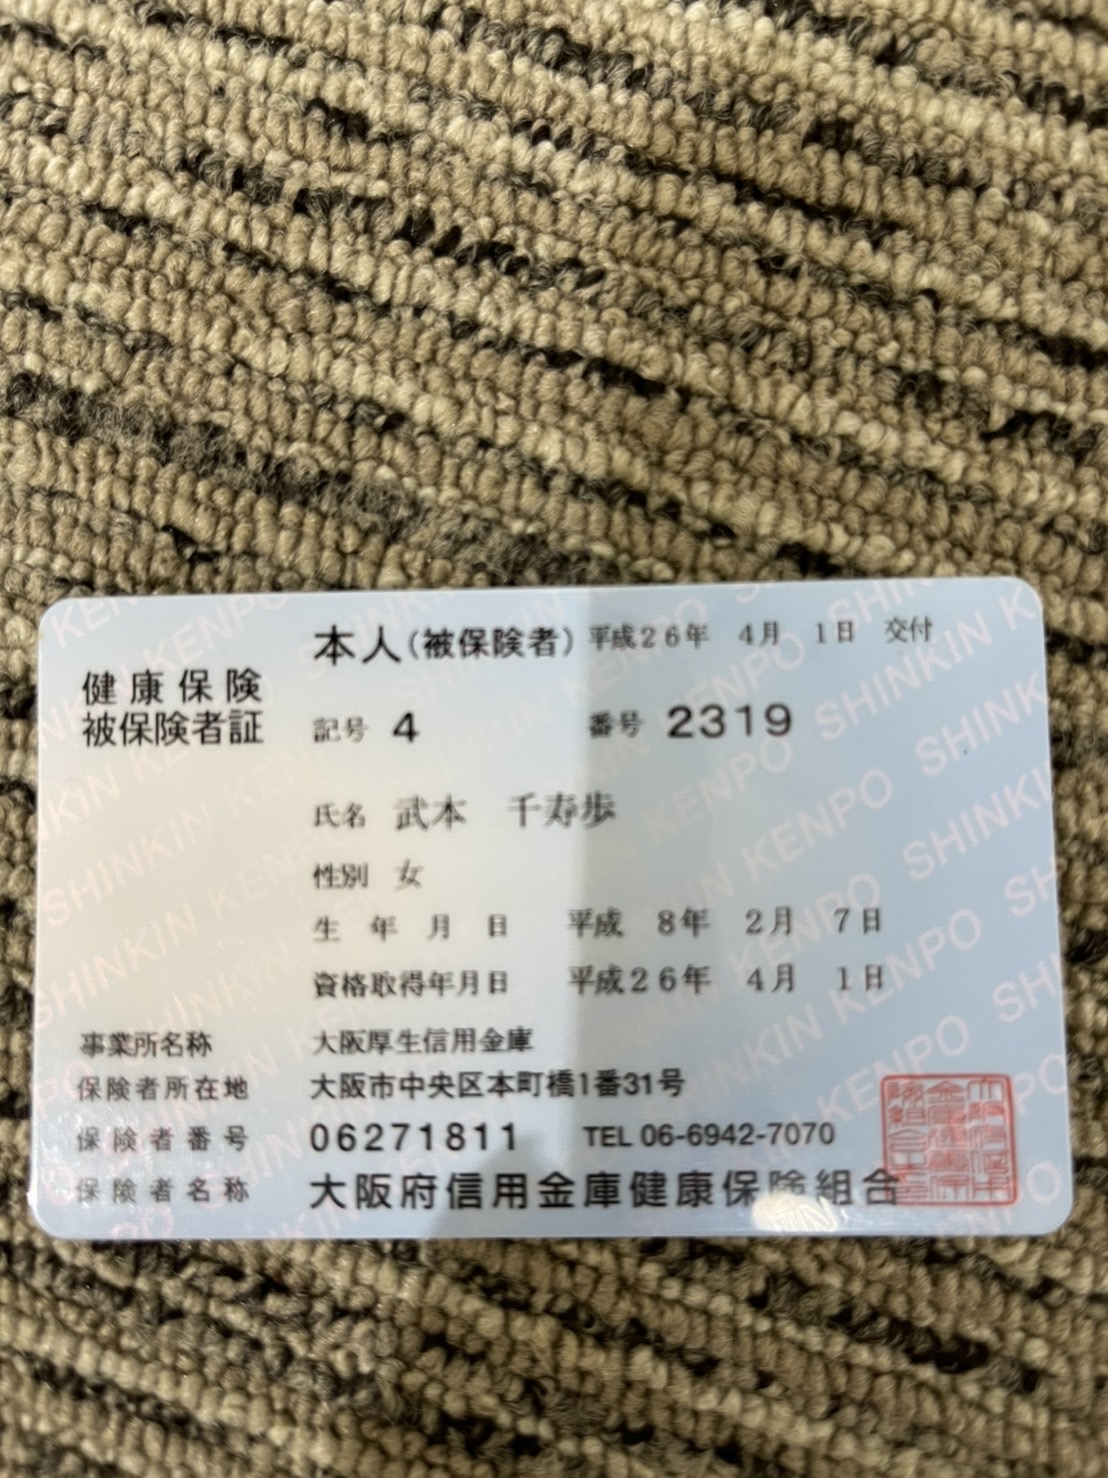 本人(被保険者) 平成26年 4月 1日 交付
健康保険
被保険者証
記号 4 番号 2319
氏名 武本 千寿歩
性別 女
生年月日 平成 8年 2月 7日
資格取得年月日 平成26年 4月 1日
事業所名称 大阪厚生信用金庫
保険者所在地 大阪市中央区本町橋1番31号
保険者番号 06271811 TEL 06-6942-7070
保険者名称 大阪府信用金庫健康保険組合
SHINKIN KENPO